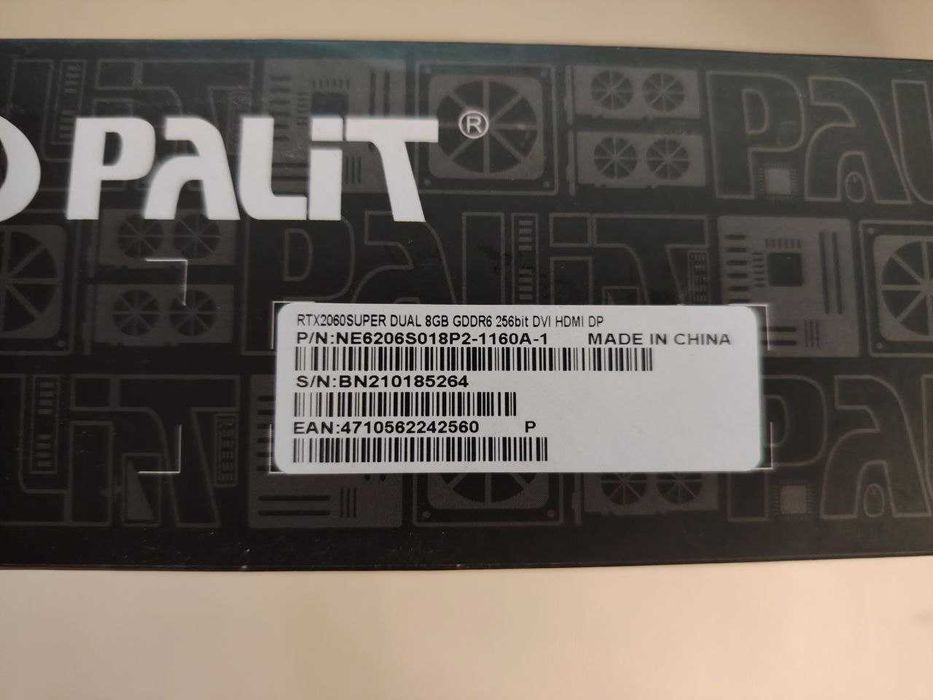 PALiT®
RTX2060SUPER DUAL 8GB GDDR6 256bit DVI HDMI DP
P/N:NE6206S018P2-1160A-1 MADE IN CHINA
S/N:BN210185264
EAN:4710562242560 P